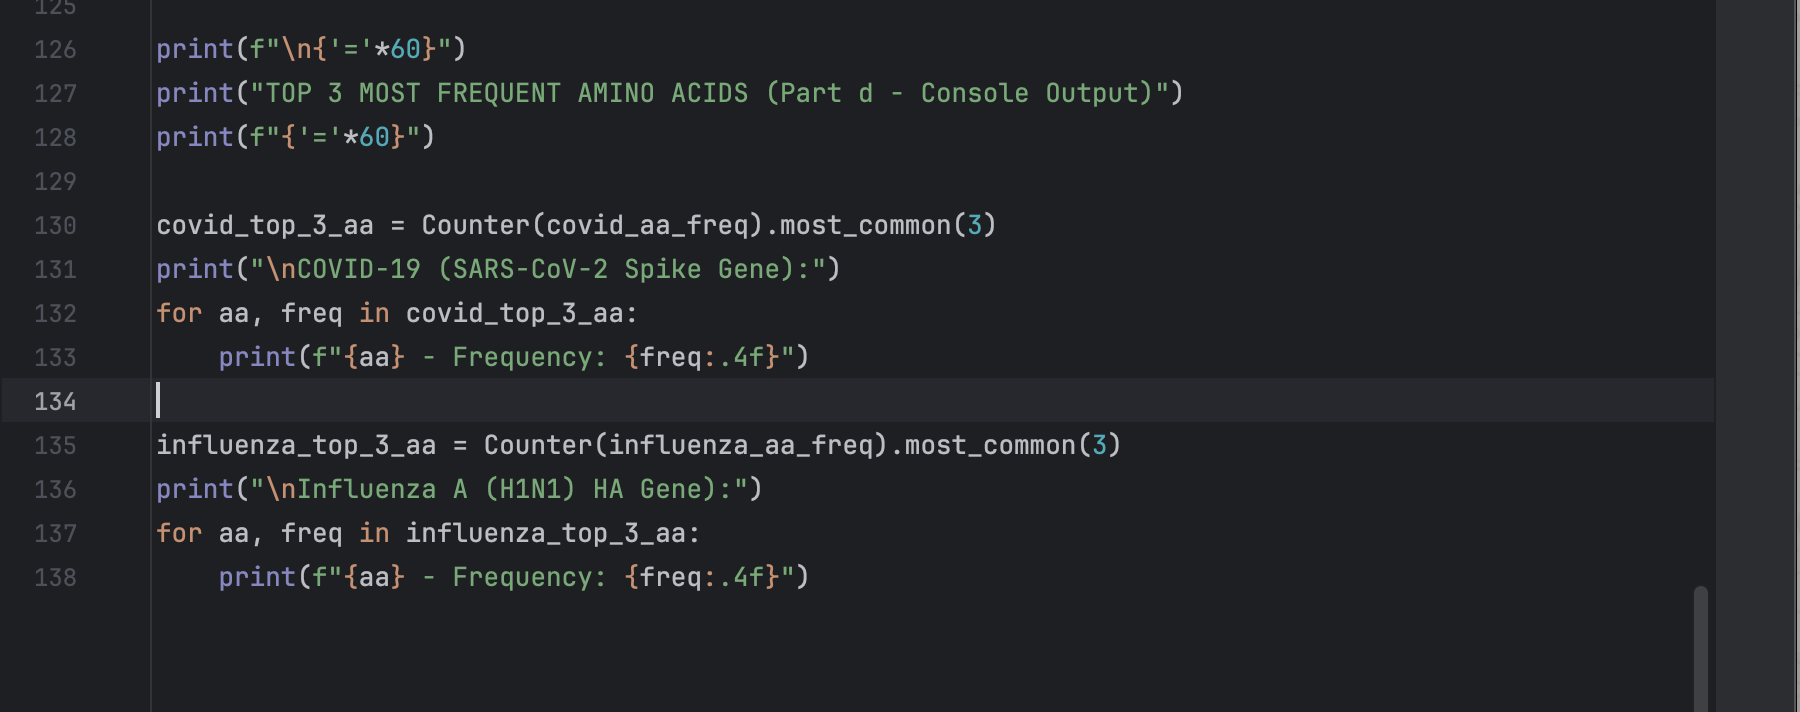 125
126 print(f"\n{'='*60}")
127 print("TOP 3 MOST FREQUENT AMINO ACIDS (Part d - Console Output)")
128 print(f"{'='*60}")
129
130 covid_top_3_aa = Counter(covid_aa_freq).most_common(3)
131 print("\nCOVID-19 (SARS-CoV-2 Spike Gene):")
132 for aa, freq in covid_top_3_aa:
133     print(f"{aa} - Frequency: {freq:.4f}")
134
135 influenza_top_3_aa = Counter(influenza_aa_freq).most_common(3)
136 print("\nInfluenza A (H1N1) HA Gene):")
137 for aa, freq in influenza_top_3_aa:
138     print(f"{aa} - Frequency: {freq:.4f}")